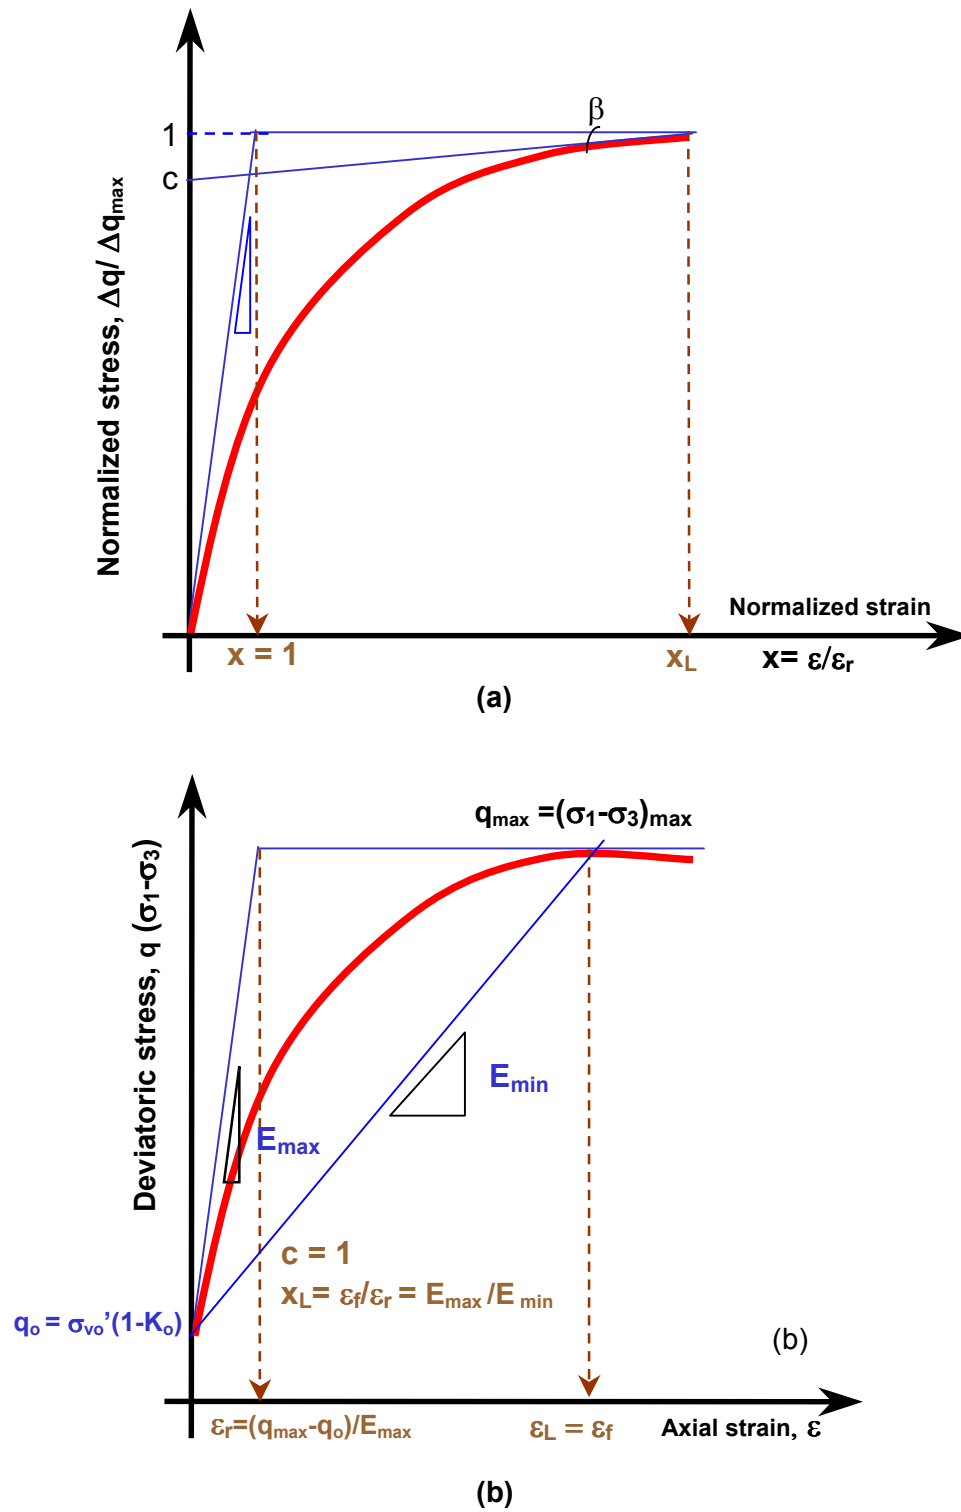 β
1
c
Normalized stress, Δq/ Δqmax
Normalized strain
x = 1
xL
x= ε/εr
(a)
qmax =(σ1-σ3)max
Deviatoric stress, q (σ1-σ3)
Emin
Emax
c = 1
xL= εf/εr = Emax /E min
qo = σvo’(1-Ko)
(b)
εr=(qmax-qo)/Emax
εL = εf
Axial strain, ε
(b)